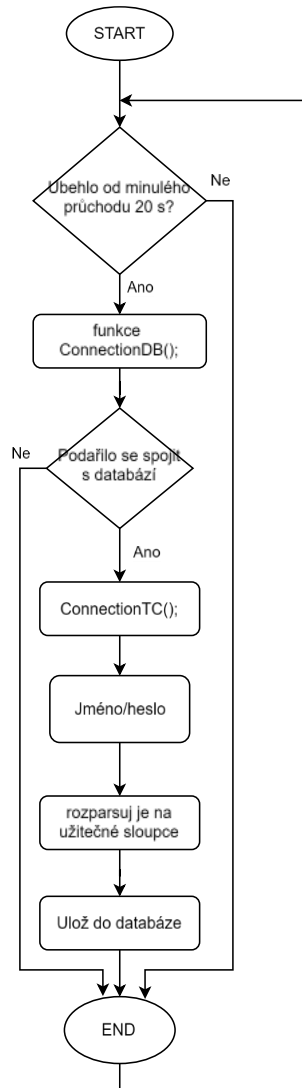 START
Ubehlo od minulého
průchodu 20 s?
Ne
Ano
funkce
ConnectionDB();
Podařilo se spojit
s databází
Ne
Ano
ConnectionTC();
Jméno/heslo
rozparsuj je na
užitečné sloupce
Ulož do databáze
END